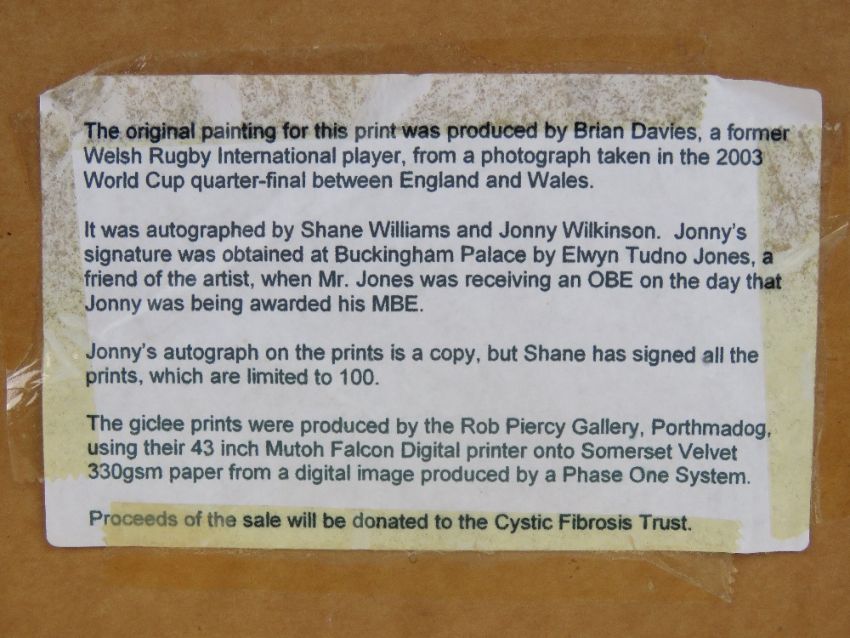 The original painting for this print was produced by Brian Davies, a former
Welsh Rugby International player, from a photograph taken in the 2003
World Cup quarter-final between England and Wales.
It was autographed by Shane Williams and Jonny Wilkinson.  Jonny's
signature was obtained at Buckingham Palace by Elwyn Tudno Jones, a
friend of the artist, when Mr. Jones was receiving an OBE on the day that
Jonny was being awarded his MBE.
Jonny's autograph on the prints is a copy, but Shane has signed all the
prints, which are limited to 100.
The giclee prints were produced by the Rob Piercy Gallery, Porthmadog,
using their 43 inch Mutoh Falcon Digital printer onto Somerset Velvet
330gsm paper from a digital image produced by a Phase One System.
Proceeds of the sale will be donated to the Cystic Fibrosis Trust.